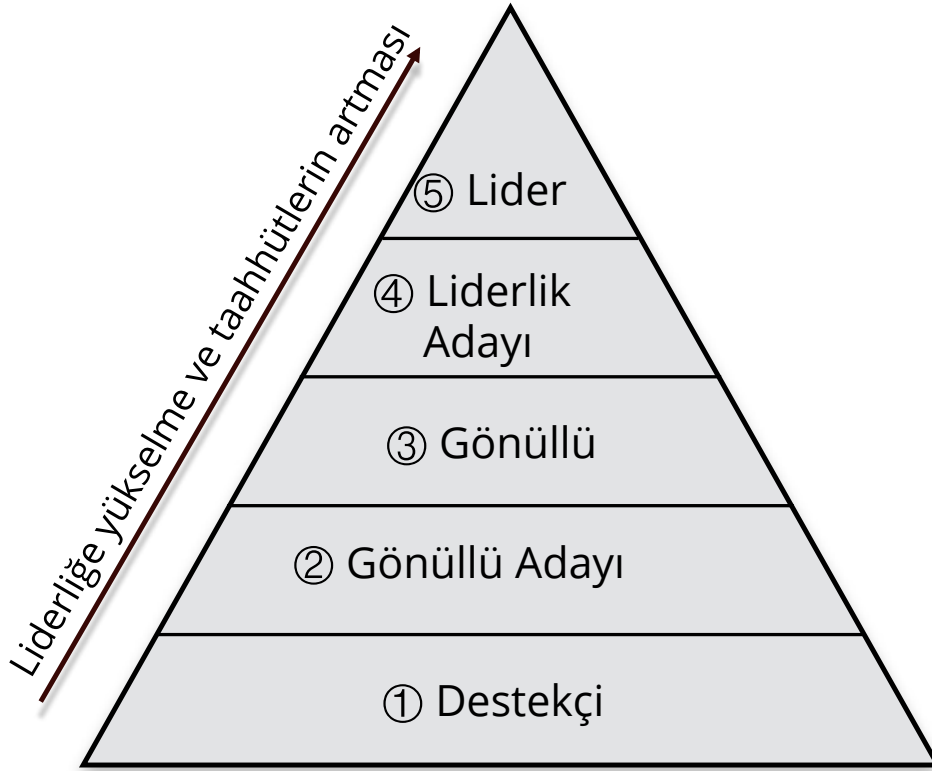 Liderliğe yükselme ve taahhütlerin artması
⑤ Lider
④ Liderlik
Adayı
③ Gönüllü
② Gönüllü Adayı
① Destekçi